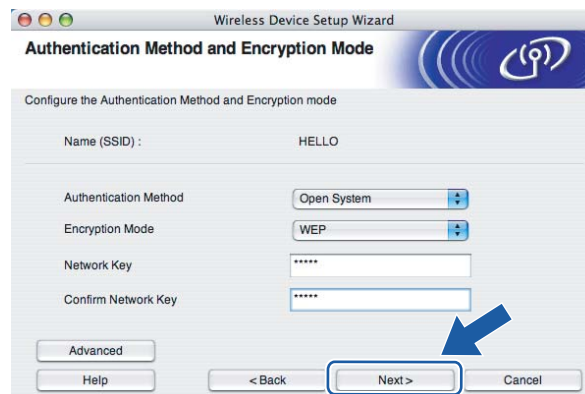 Wireless Device Setup Wizard
Authentication Method and Encryption Mode
Configure the Authentication Method and Encryption mode
Name (SSID) : HELLO
Authentication Method Open System
Encryption Mode WEP
Network Key *****
Confirm Network Key *****
Advanced
Help < Back Next > Cancel